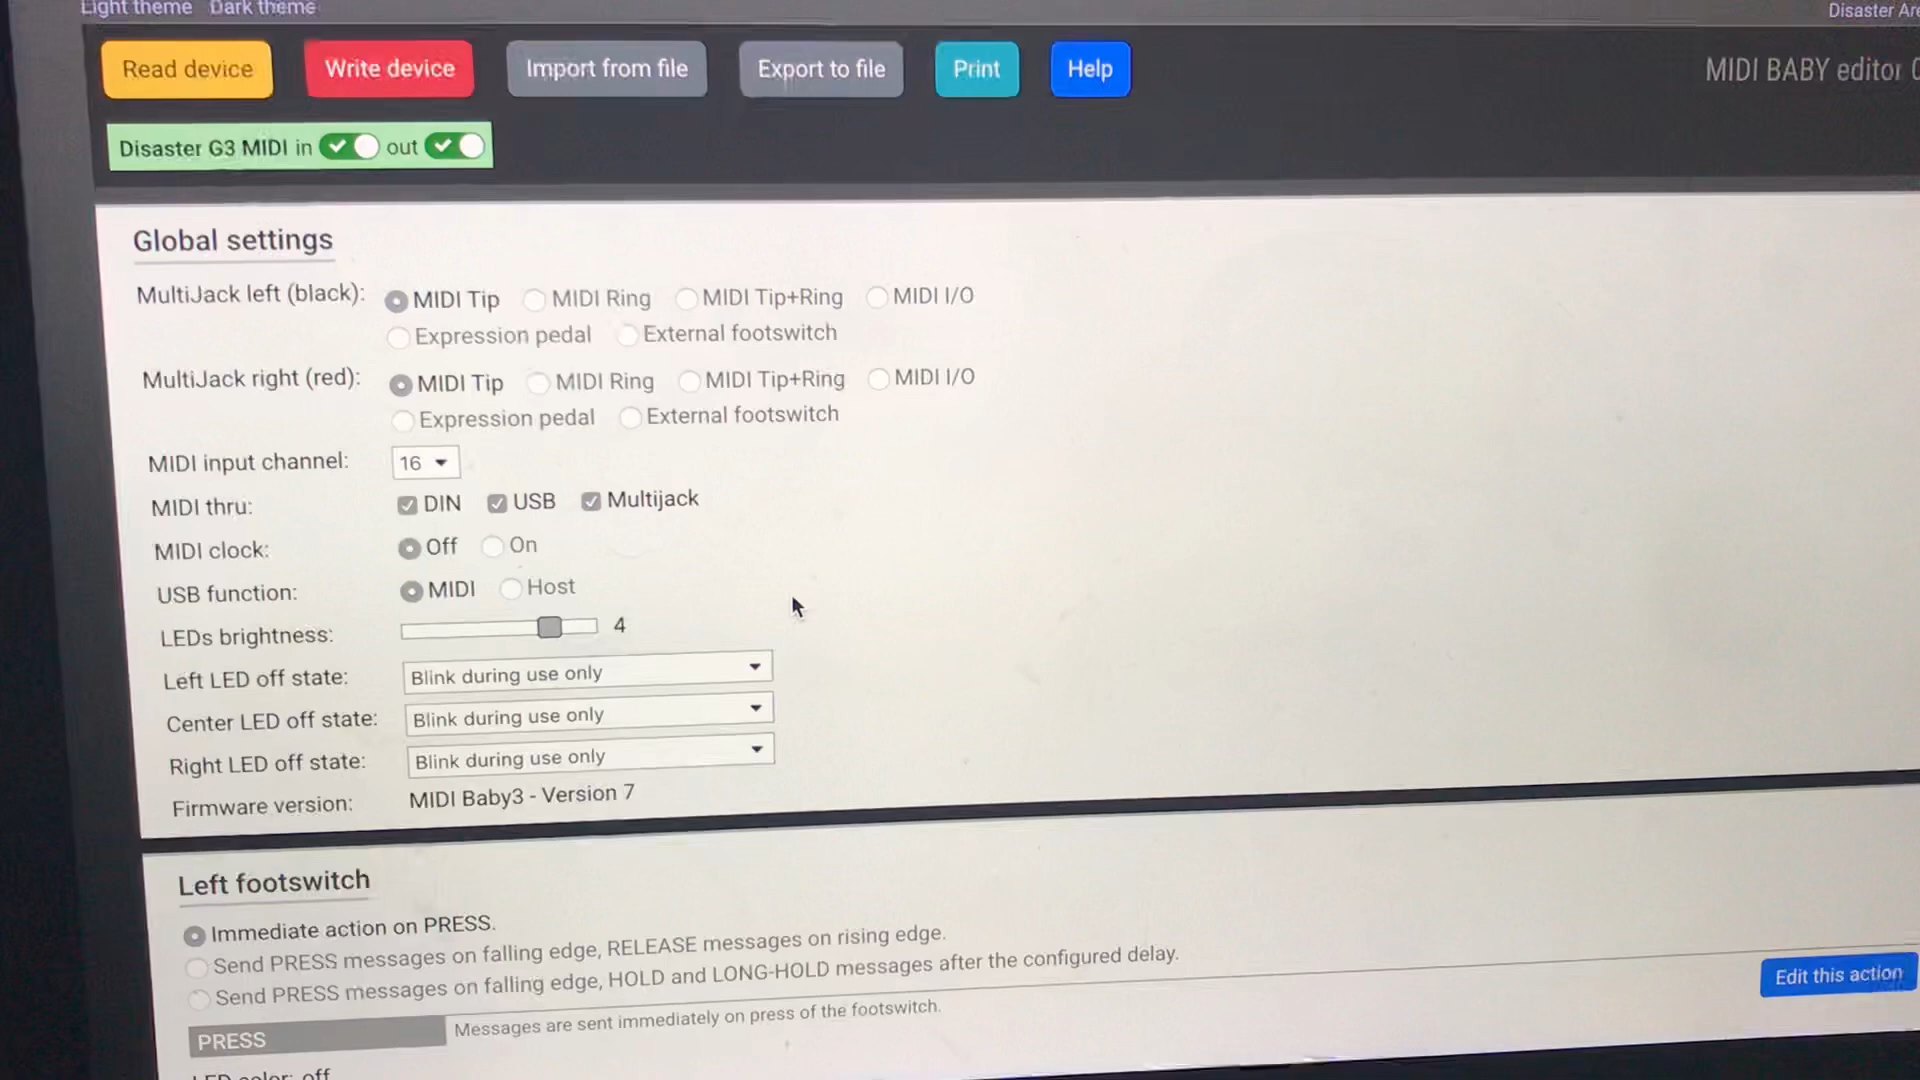 Light theme Dark theme
Disaster
Read device Write device Import from file Export to file Print Help
MIDI BABY editor
Disaster G3 MIDI in out
Global settings
MultiJack left (black): MIDI Tip MIDI Ring MIDI Tip+Ring MIDI I/O
Expression pedal External footswitch
MultiJack right (red): MIDI Tip MIDI Ring MIDI Tip+Ring MIDI I/O
Expression pedal External footswitch
MIDI input channel: 16
MIDI thru: DIN USB Multijack
MIDI clock: Off On
USB function: MIDI Host
LEDs brightness: 4
Left LED off state: Blink during use only
Center LED off state: Blink during use only
Right LED off state: Blink during use only
Firmware version: MIDI Baby3 - Version 7
Left footswitch
Immediate action on PRESS.
Send PRESS messages on falling edge, RELEASE messages on rising edge.
Send PRESS messages on falling edge, HOLD and LONG-HOLD messages after the configured delay.
Edit this action
PRESS Messages are sent immediately on press of the footswitch.
LED color: off